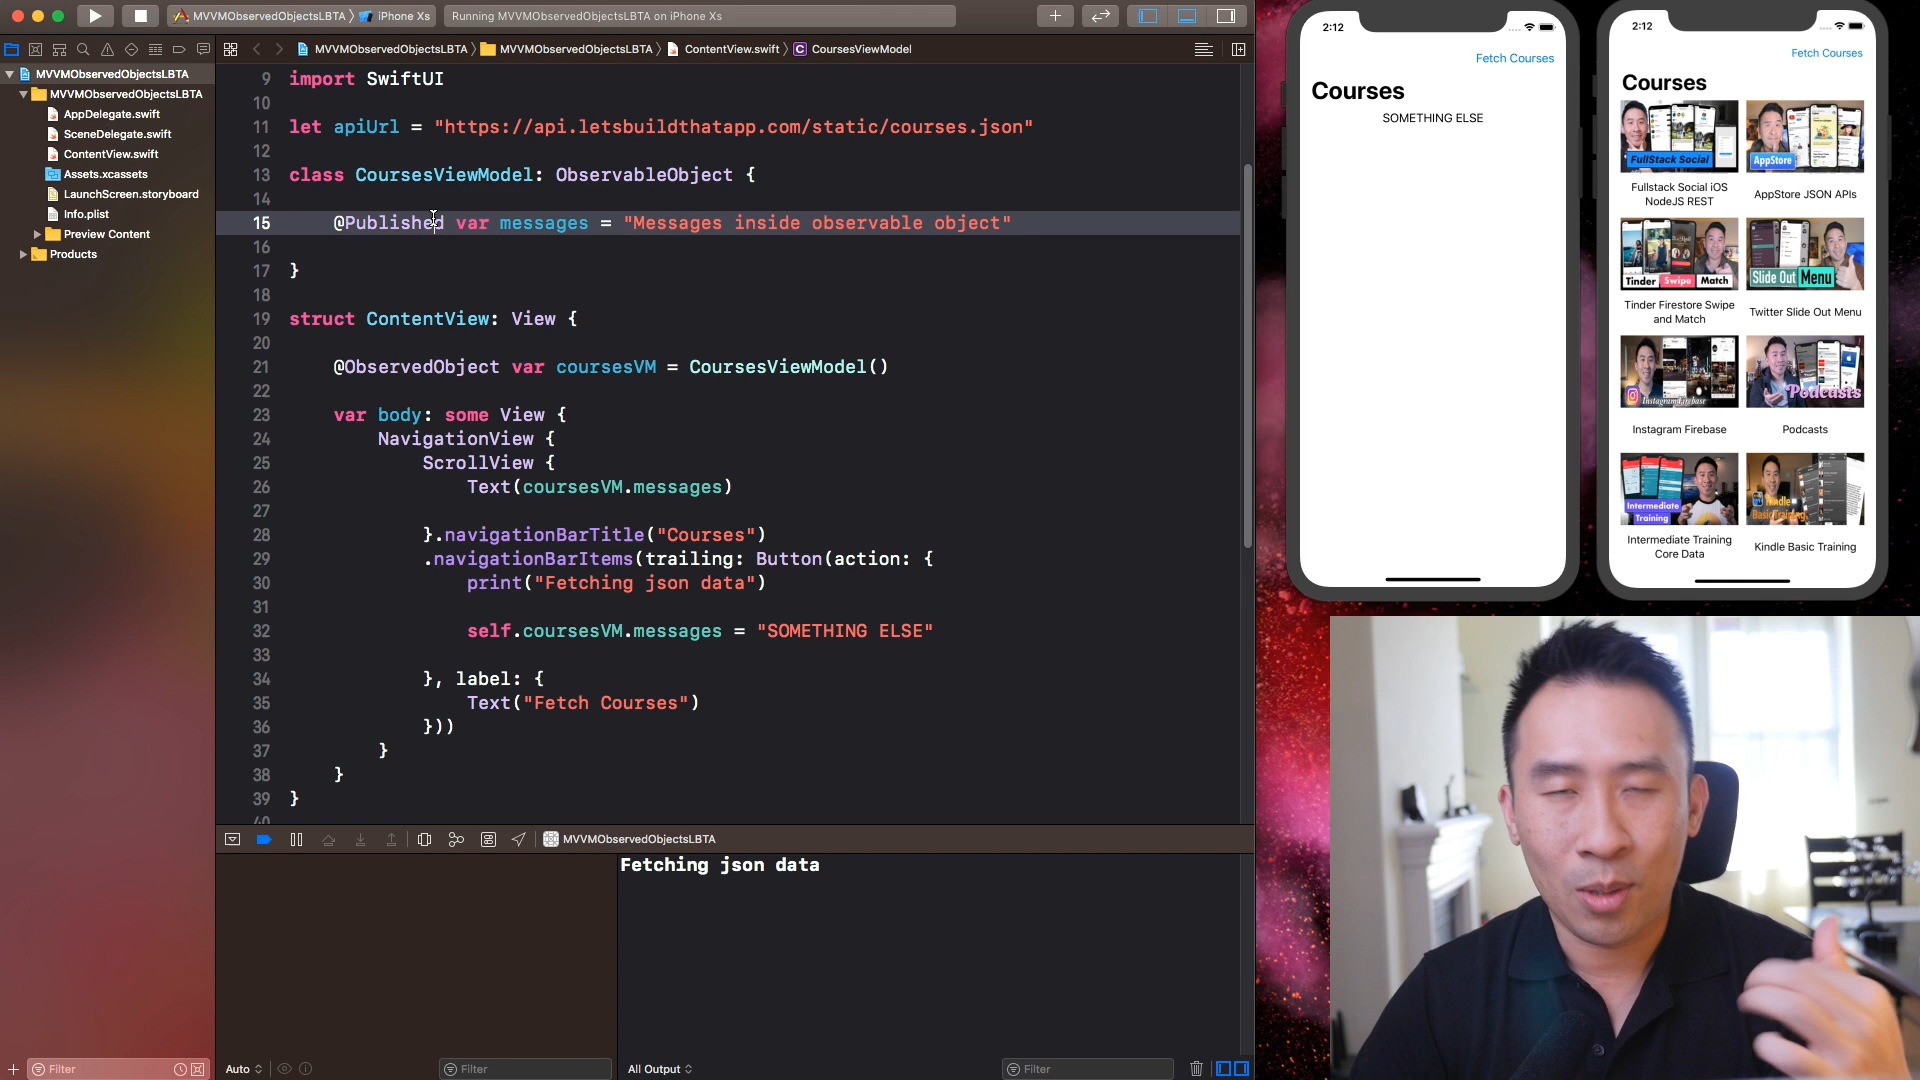 MVVMObservedObjectsLBTA
iPhone Xs
Running MVVMObservedObjectsLBTA on iPhone Xs
MVVMObservedObjectsLBTA
MVVMObservedObjectsLBTA
ContentView.swift
CoursesViewModel
MVVMObservedObjectsLBTA
MVVMObservedObjectsLBTA
AppDelegate.swift
SceneDelegate.swift
ContentView.swift
Assets.xcassets
LaunchScreen.storyboard
Info.plist
Preview Content
Products
Filter
9 import SwiftUI
10
11 let apiUrl = "https://api.letsbuildthatapp.com/static/courses.json"
12
13 class CoursesViewModel: ObservableObject {
14
15 @Published var messages = "Messages inside observable object"
16
17 }
18
19 struct ContentView: View {
20
21 @ObservedObject var coursesVM = CoursesViewModel()
22
23 var body: some View {
24 NavigationView {
25 ScrollView {
26 Text(coursesVM.messages)
27
28 }.navigationBarTitle("Courses")
29 .navigationBarItems(trailing: Button(action: {
30 print("Fetching json data")
31
32 self.coursesVM.messages = "SOMETHING ELSE"
33
34 }, label: {
35 Text("Fetch Courses")
36 }))
37 }
38 }
39 }
40
MVVMObservedObjectsLBTA
Fetching json data
Auto
Filter
All Output
Filter
2:12
Fetch Courses
Courses
SOMETHING ELSE
2:12
Fetch Courses
Courses
FullStack Social
AppStore
Fullstack Social iOS
NodeJS REST
AppStore JSON APIs
Tinder Swipe Match
Slide Out Menu
Tinder Firestore Swipe
and Match
Twitter Slide Out Menu
Instagram Firebase
Podcasts
Instagram Firebase
Podcasts
Intermediate
Training
Kindle
Basic Training
Intermediate Training
Core Data
Kindle Basic Training